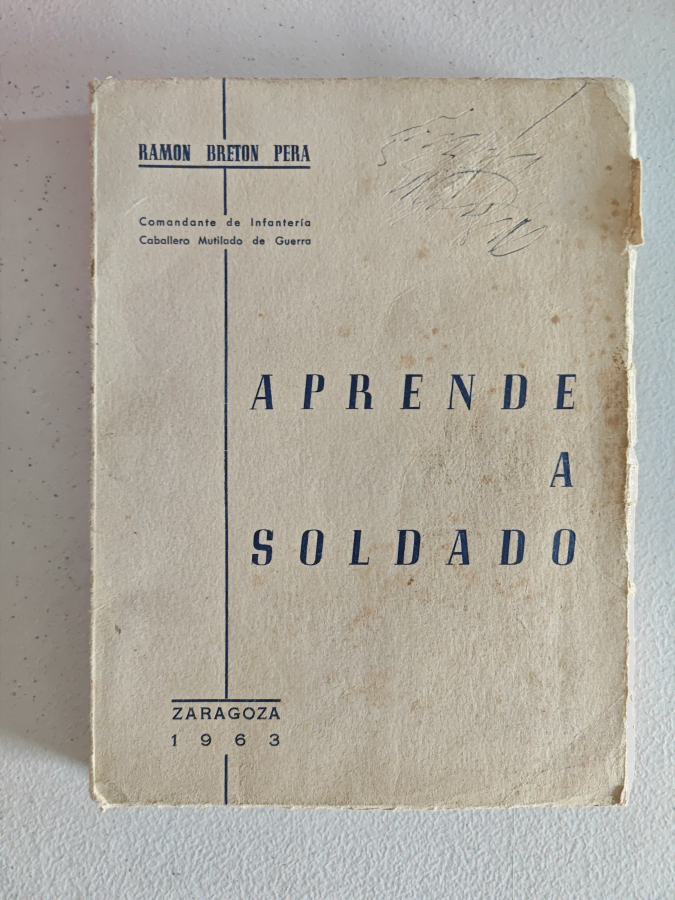 RAMON BRETON PERA
Comandante de Infantería
Caballero Mutilado de Guerra
APRENDE
A
SOLDADO
ZARAGOZA
1963